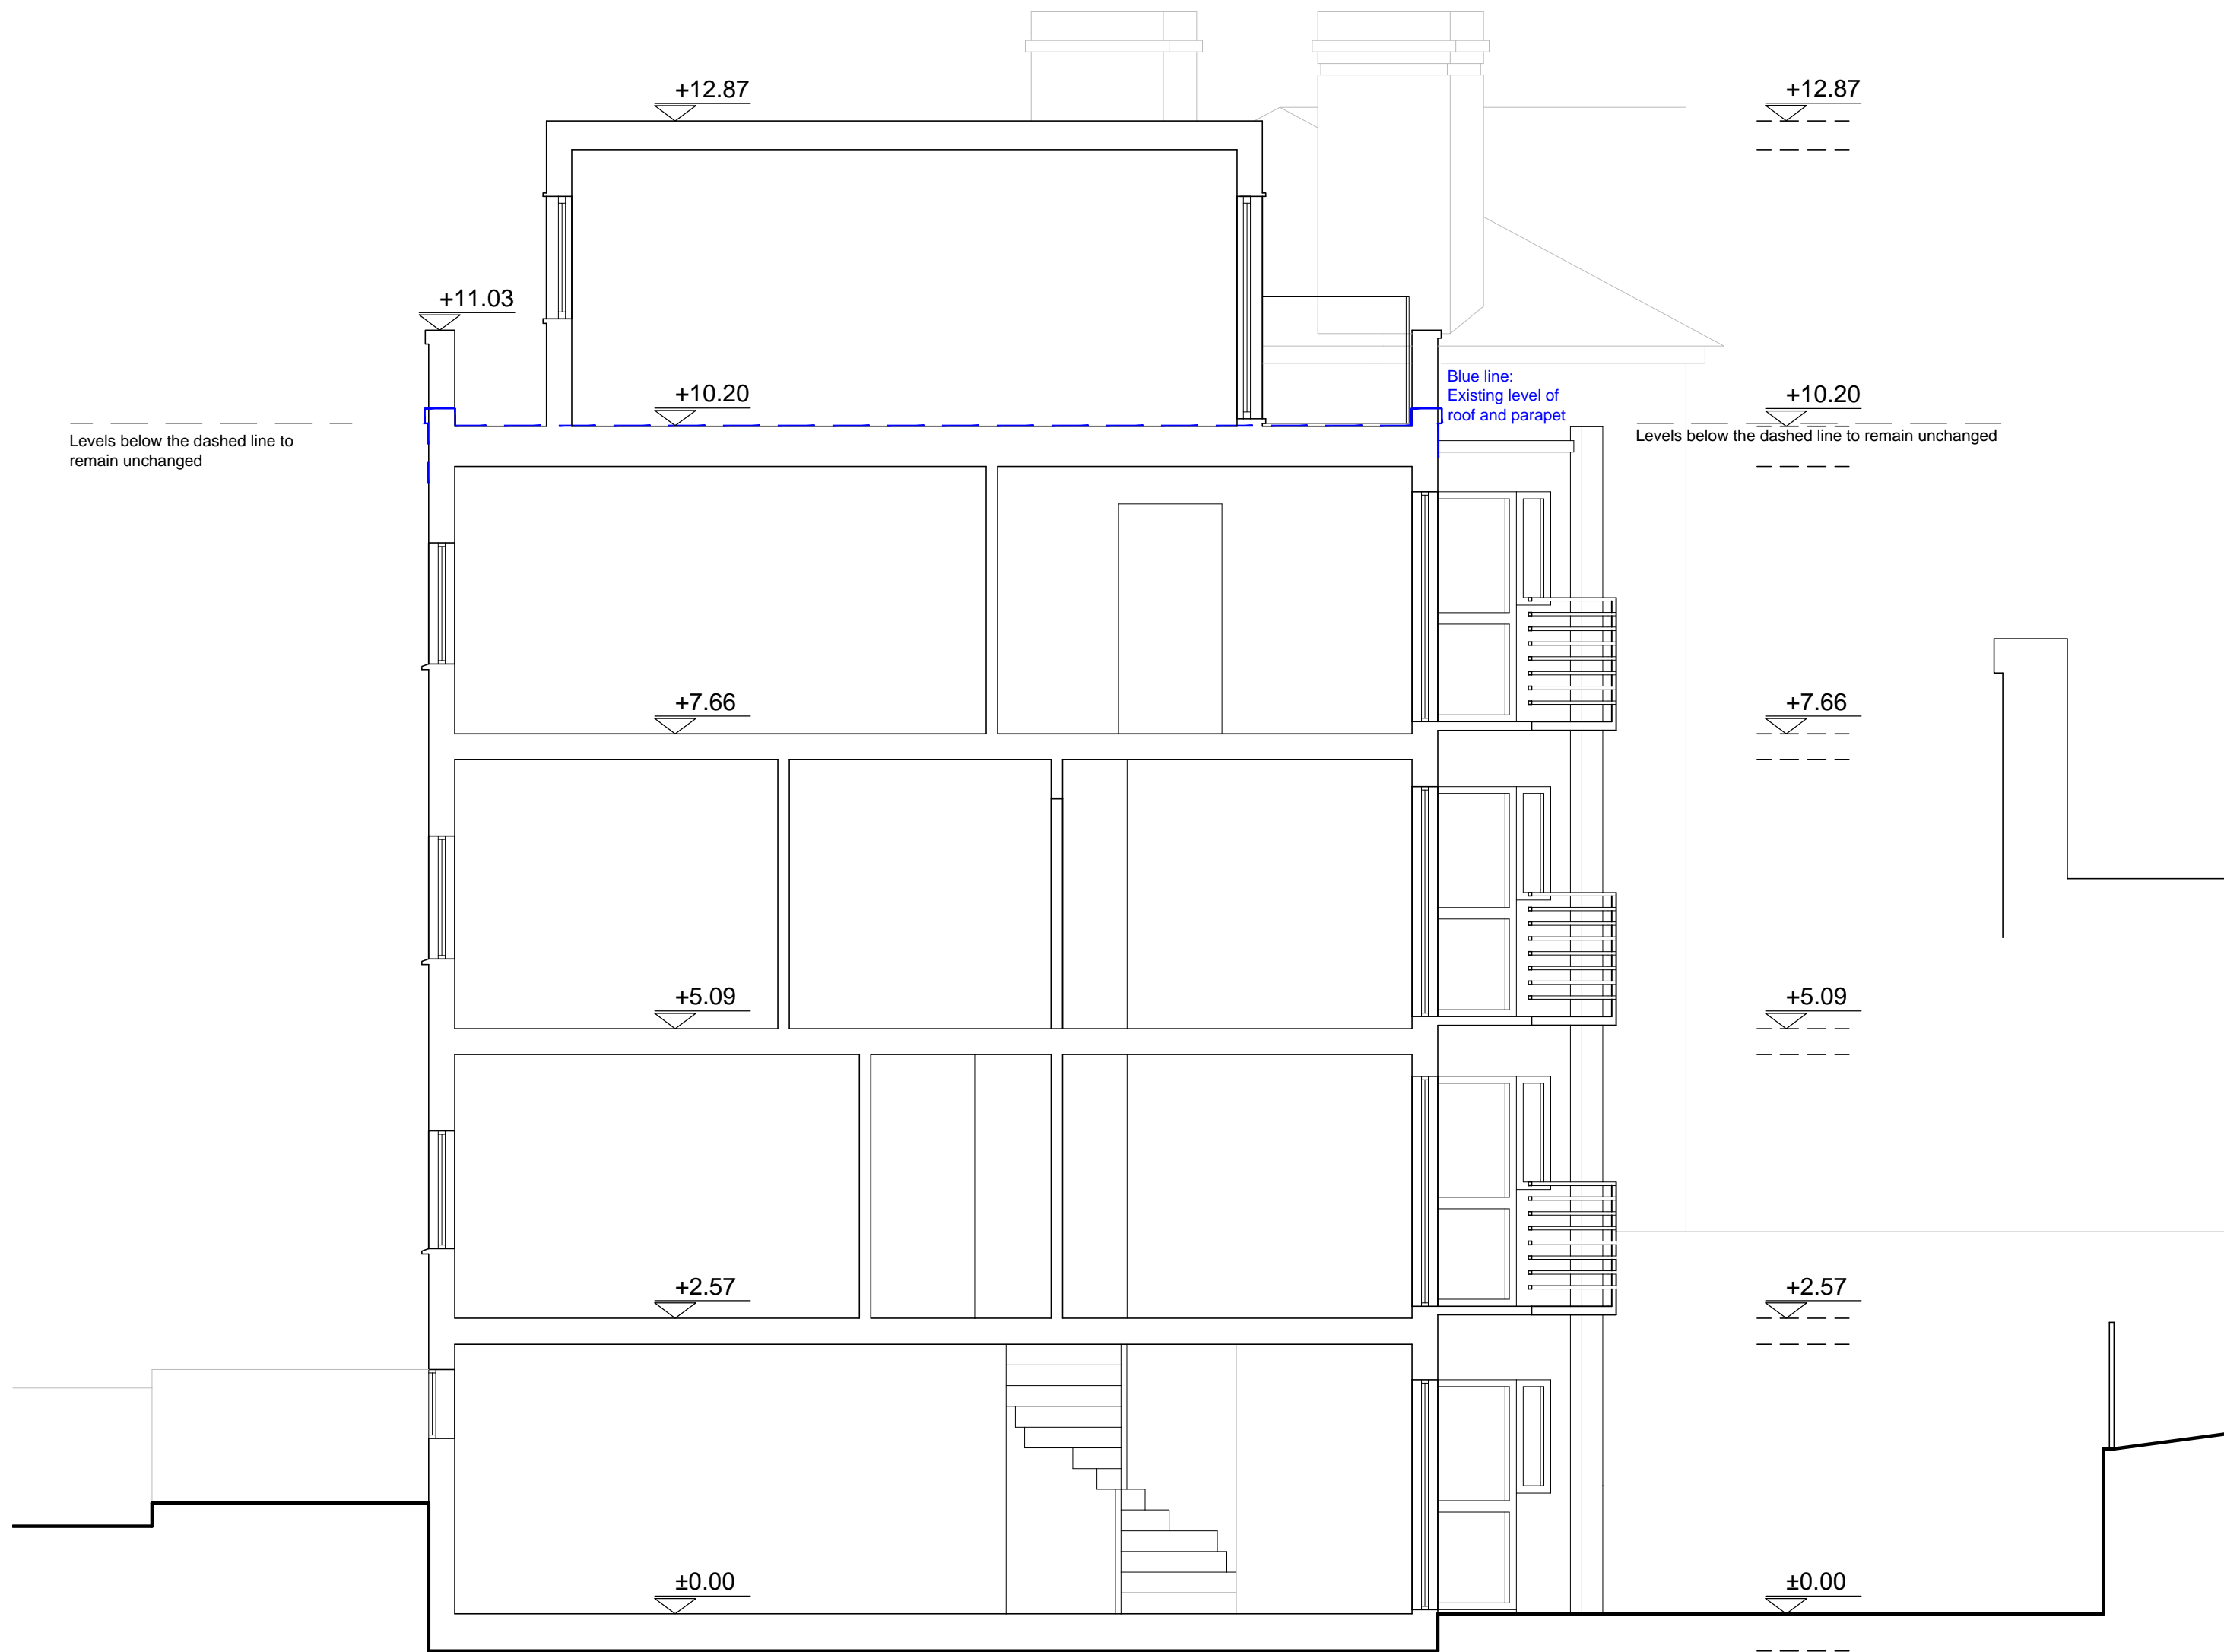 +12.87
+12.87
+11.03
Blue line:
Existing level of
roof and parapet
+10.20
+10.20
Levels below the dashed line to
remain unchanged
Levels below the dashed line to remain unchanged
+7.66
+7.66
+5.09
+5.09
+2.57
+2.57
±0.00
±0.00